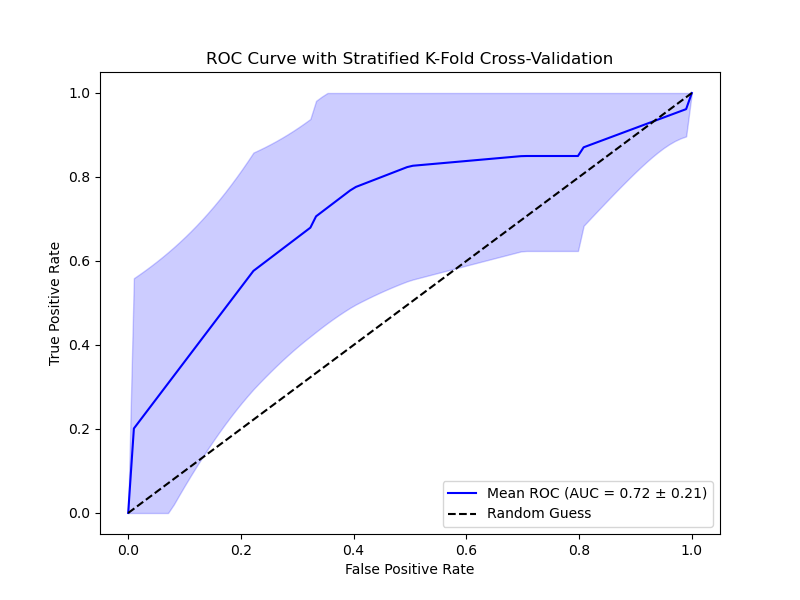 ROC Curve with Stratified K-Fold Cross-Validation
True Positive Rate
1.0
0.8
0.6
0.4
0.2
0.0
Mean ROC (AUC = 0.72 ± 0.21)
Random Guess
0.0 0.2 0.4 0.6 0.8 1.0
False Positive Rate